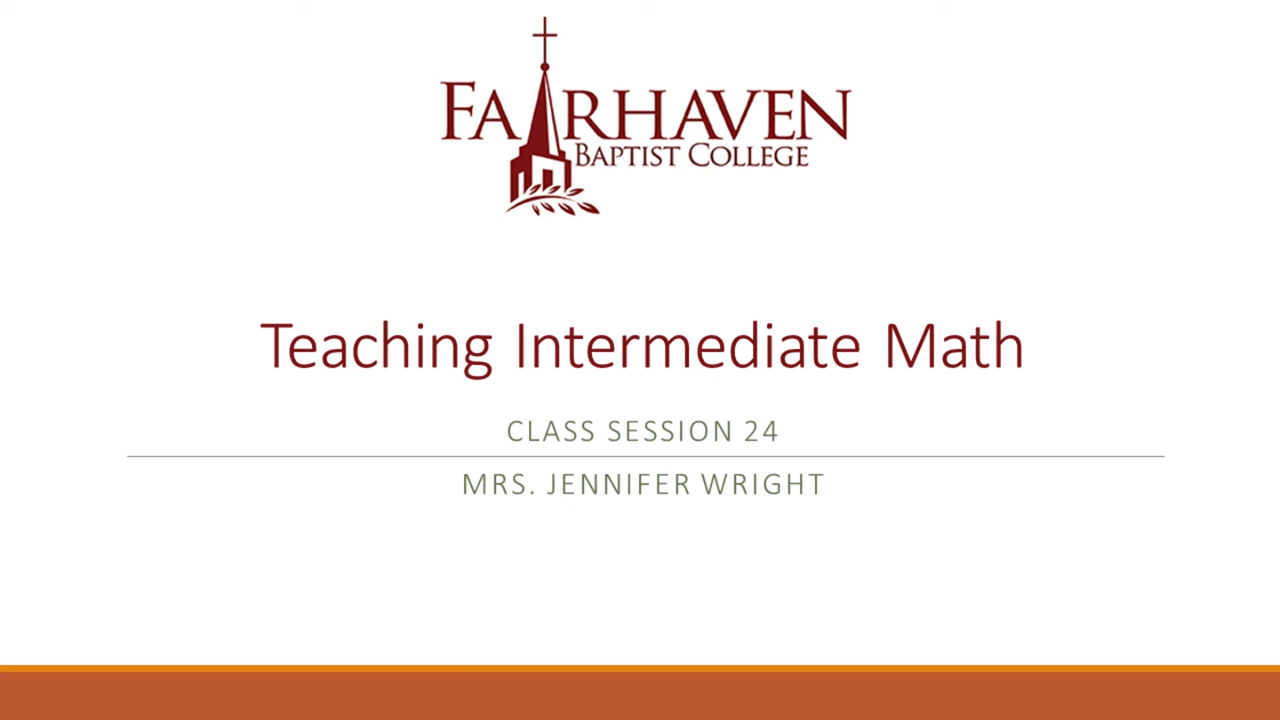 FAIRHAVEN
BAPTIST COLLEGE
Teaching Intermediate Math
CLASS SESSION 24
MRS. JENNIFER WRIGHT